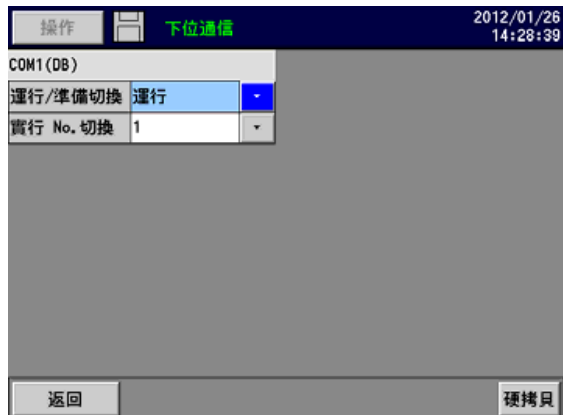 操作
下位通信
2012/01/26
14:28:39
COM1(DB)
運行/準備切換 運行
實行 No.切換 1
返回
硬拷貝